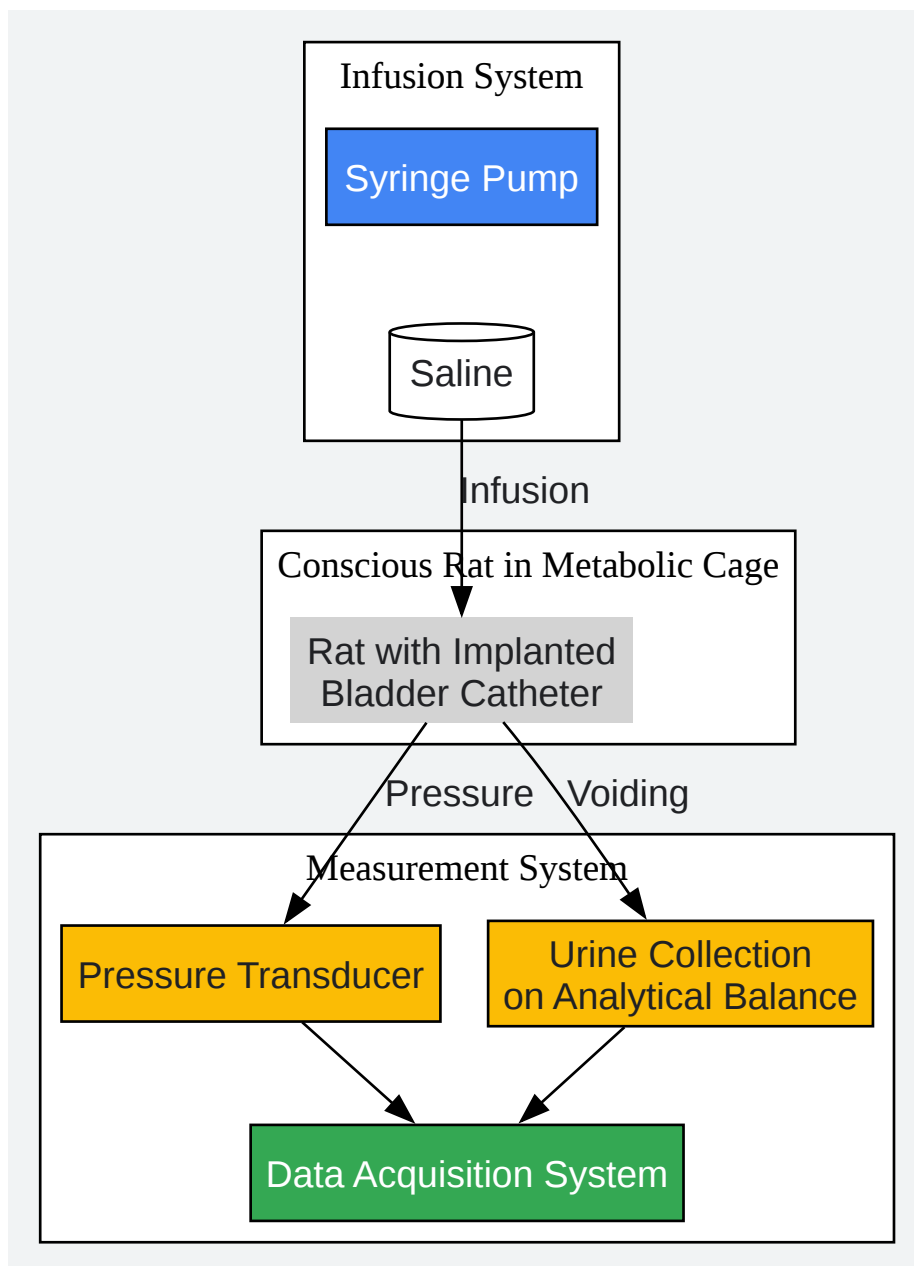 Infusion System
Syringe Pump
Saline
Infusion
Conscious Rat in Metabolic Cage
Rat with Implanted
Bladder Catheter
Pressure
Voiding
Measurement System
Pressure Transducer
Urine Collection
on Analytical Balance
Data Acquisition System